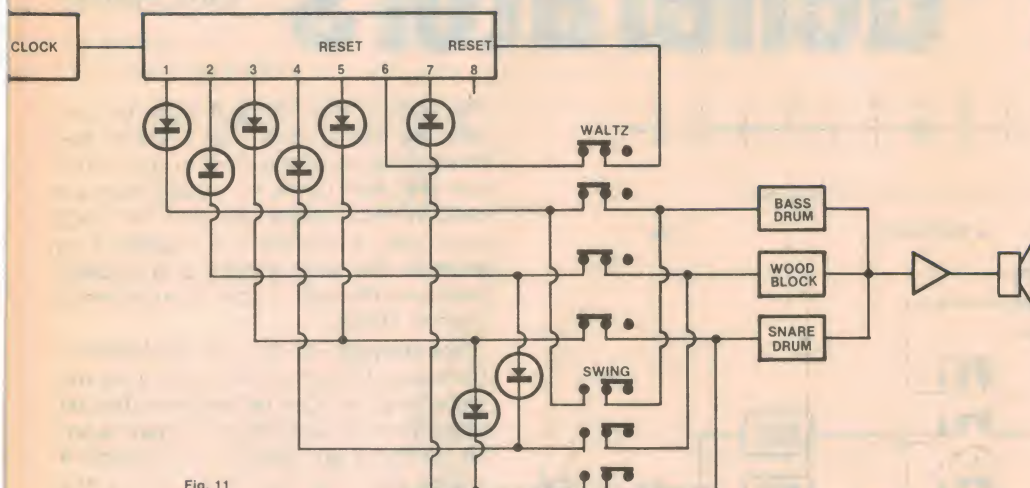 CLOCK
RESET
RESET
1 2 3 4 5 6 7 8
WALTZ
BASS
DRUM
WOOD
BLOCK
SNARE
DRUM
SWING
Fig. 11